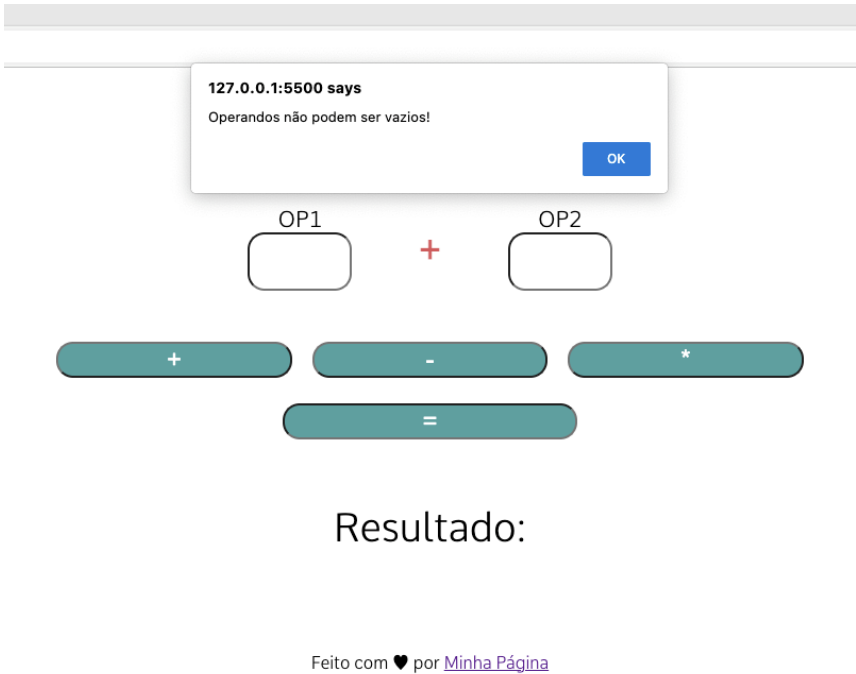 127.0.0.1:5500 says
Operandos não podem ser vazios!
OK
OP1 OP2
+
+ - *
=
Resultado:
Feito com ♥ por Minha Página